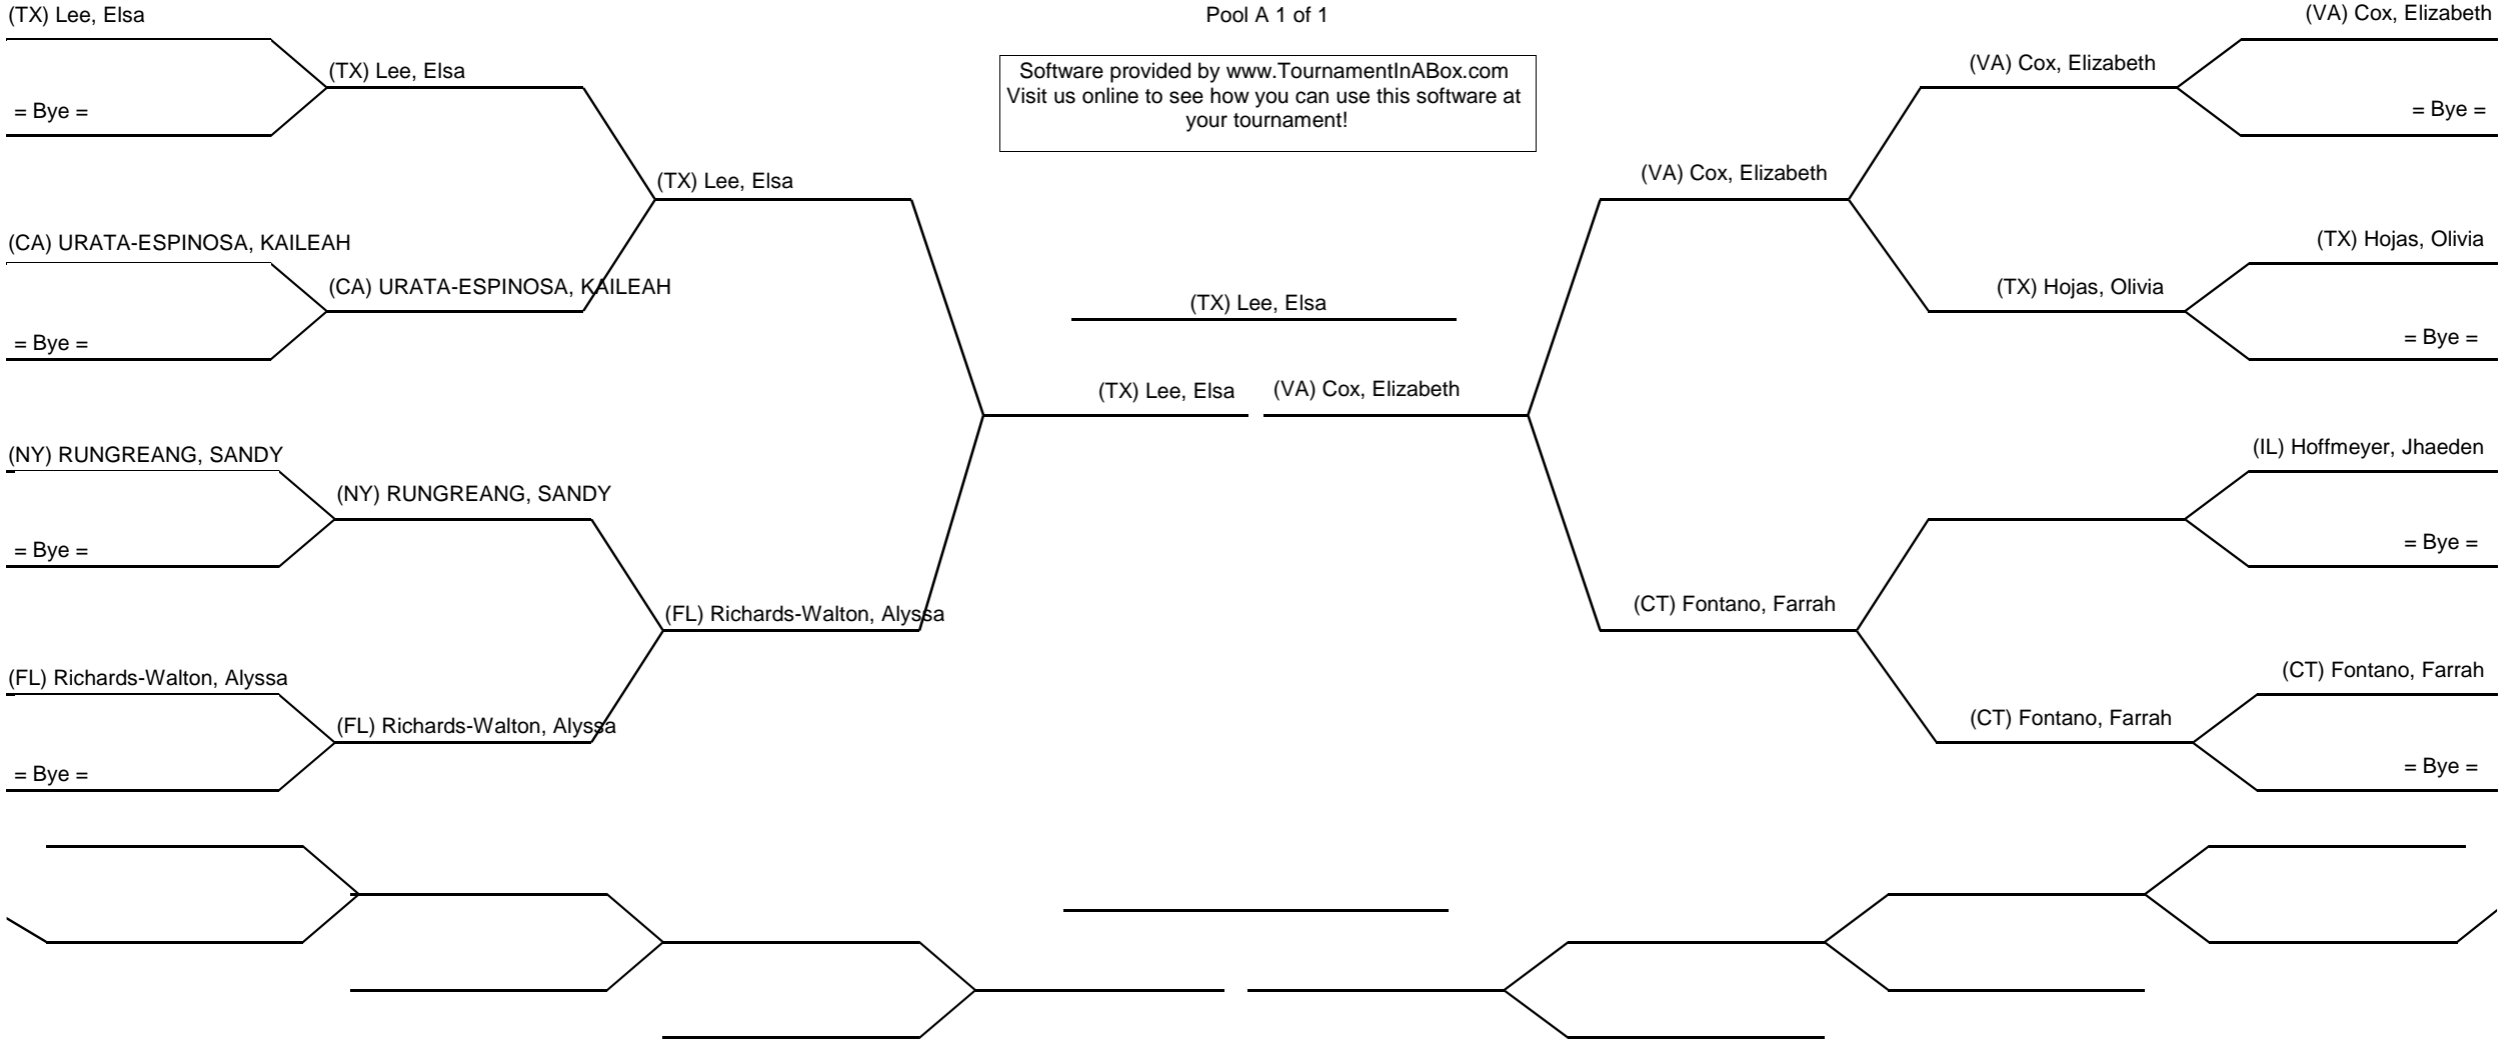 (TX) Lee, Elsa
= Bye =
(CA) URATA-ESPINOSA, KAILEAH
= Bye =
(NY) RUNGREANG, SANDY
= Bye =
(FL) Richards-Walton, Alyssa
= Bye =
(TX) Lee, Elsa
(CA) URATA-ESPINOSA, KAILEAH
(NY) RUNGREANG, SANDY
(FL) Richards-Walton, Alyssa
(TX) Lee, Elsa
(FL) Richards-Walton, Alyssa
Pool A 1 of 1
Software provided by www.TournamentInABox.com
Visit us online to see how you can use this software at
your tournament!
(TX) Lee, Elsa
(TX) Lee, Elsa
(VA) Cox, Elizabeth
(VA) Cox, Elizabeth
(CT) Fontano, Farrah
(VA) Cox, Elizabeth
(TX) Hojas, Olivia
(CT) Fontano, Farrah
(VA) Cox, Elizabeth
= Bye =
(TX) Hojas, Olivia
= Bye =
(IL) Hoffmeyer, Jhaeden
= Bye =
(CT) Fontano, Farrah
= Bye =